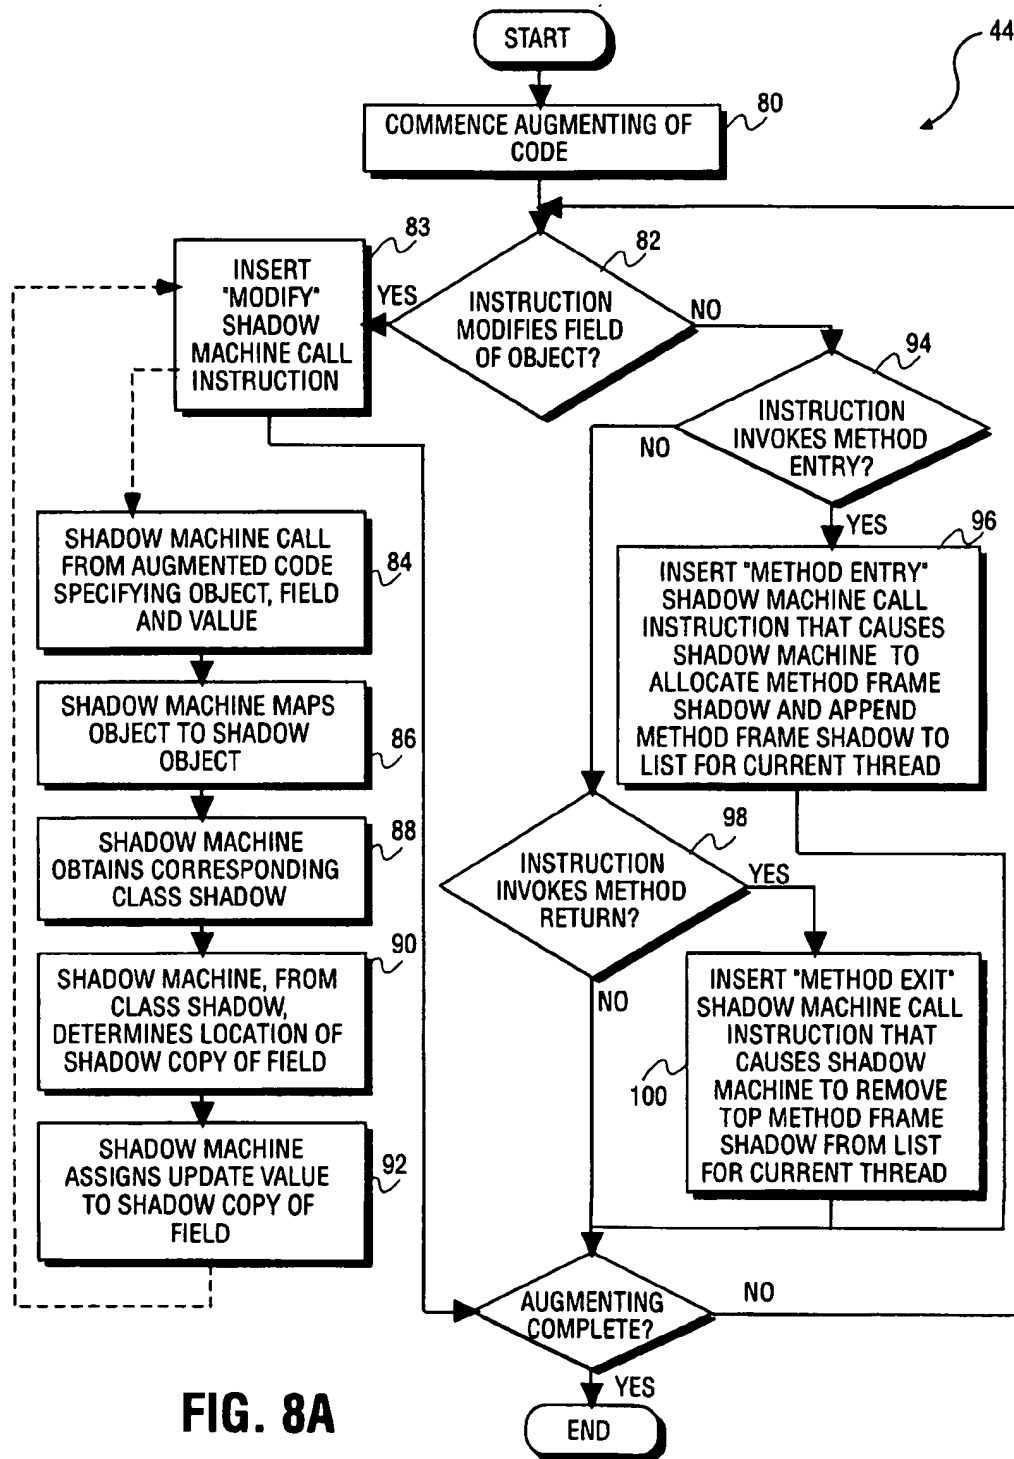 START
44
80
COMMENCE AUGMENTING OF
CODE
83
INSERT
"MODIFY"
SHADOW
MACHINE CALL
INSTRUCTION
YES
82
INSTRUCTION
MODIFIES FIELD
OF OBJECT?
NO
94
INSTRUCTION
INVOKES METHOD
ENTRY?
NO
YES
SHADOW MACHINE CALL
FROM AUGMENTED CODE
SPECIFYING OBJECT, FIELD
AND VALUE
84
96
INSERT "METHOD ENTRY"
SHADOW MACHINE CALL
INSTRUCTION THAT CAUSES
SHADOW MACHINE TO
ALLOCATE METHOD FRAME
SHADOW AND APPEND
METHOD FRAME SHADOW TO
LIST FOR CURRENT THREAD
SHADOW MACHINE MAPS
OBJECT TO SHADOW
OBJECT
86
SHADOW MACHINE
OBTAINS CORRESPONDING
CLASS SHADOW
88
98
INSTRUCTION
INVOKES METHOD
RETURN?
YES
NO
90
SHADOW MACHINE, FROM
CLASS SHADOW,
DETERMINES LOCATION OF
SHADOW COPY OF FIELD
INSERT "METHOD EXIT"
SHADOW MACHINE CALL
INSTRUCTION THAT
CAUSES SHADOW
MACHINE TO REMOVE
TOP METHOD FRAME
SHADOW FROM LIST
FOR CURRENT THREAD
100
SHADOW MACHINE
ASSIGNS UPDATE VALUE
TO SHADOW COPY OF
FIELD
92
AUGMENTING
COMPLETE?
NO
YES
END
FIG. 8A